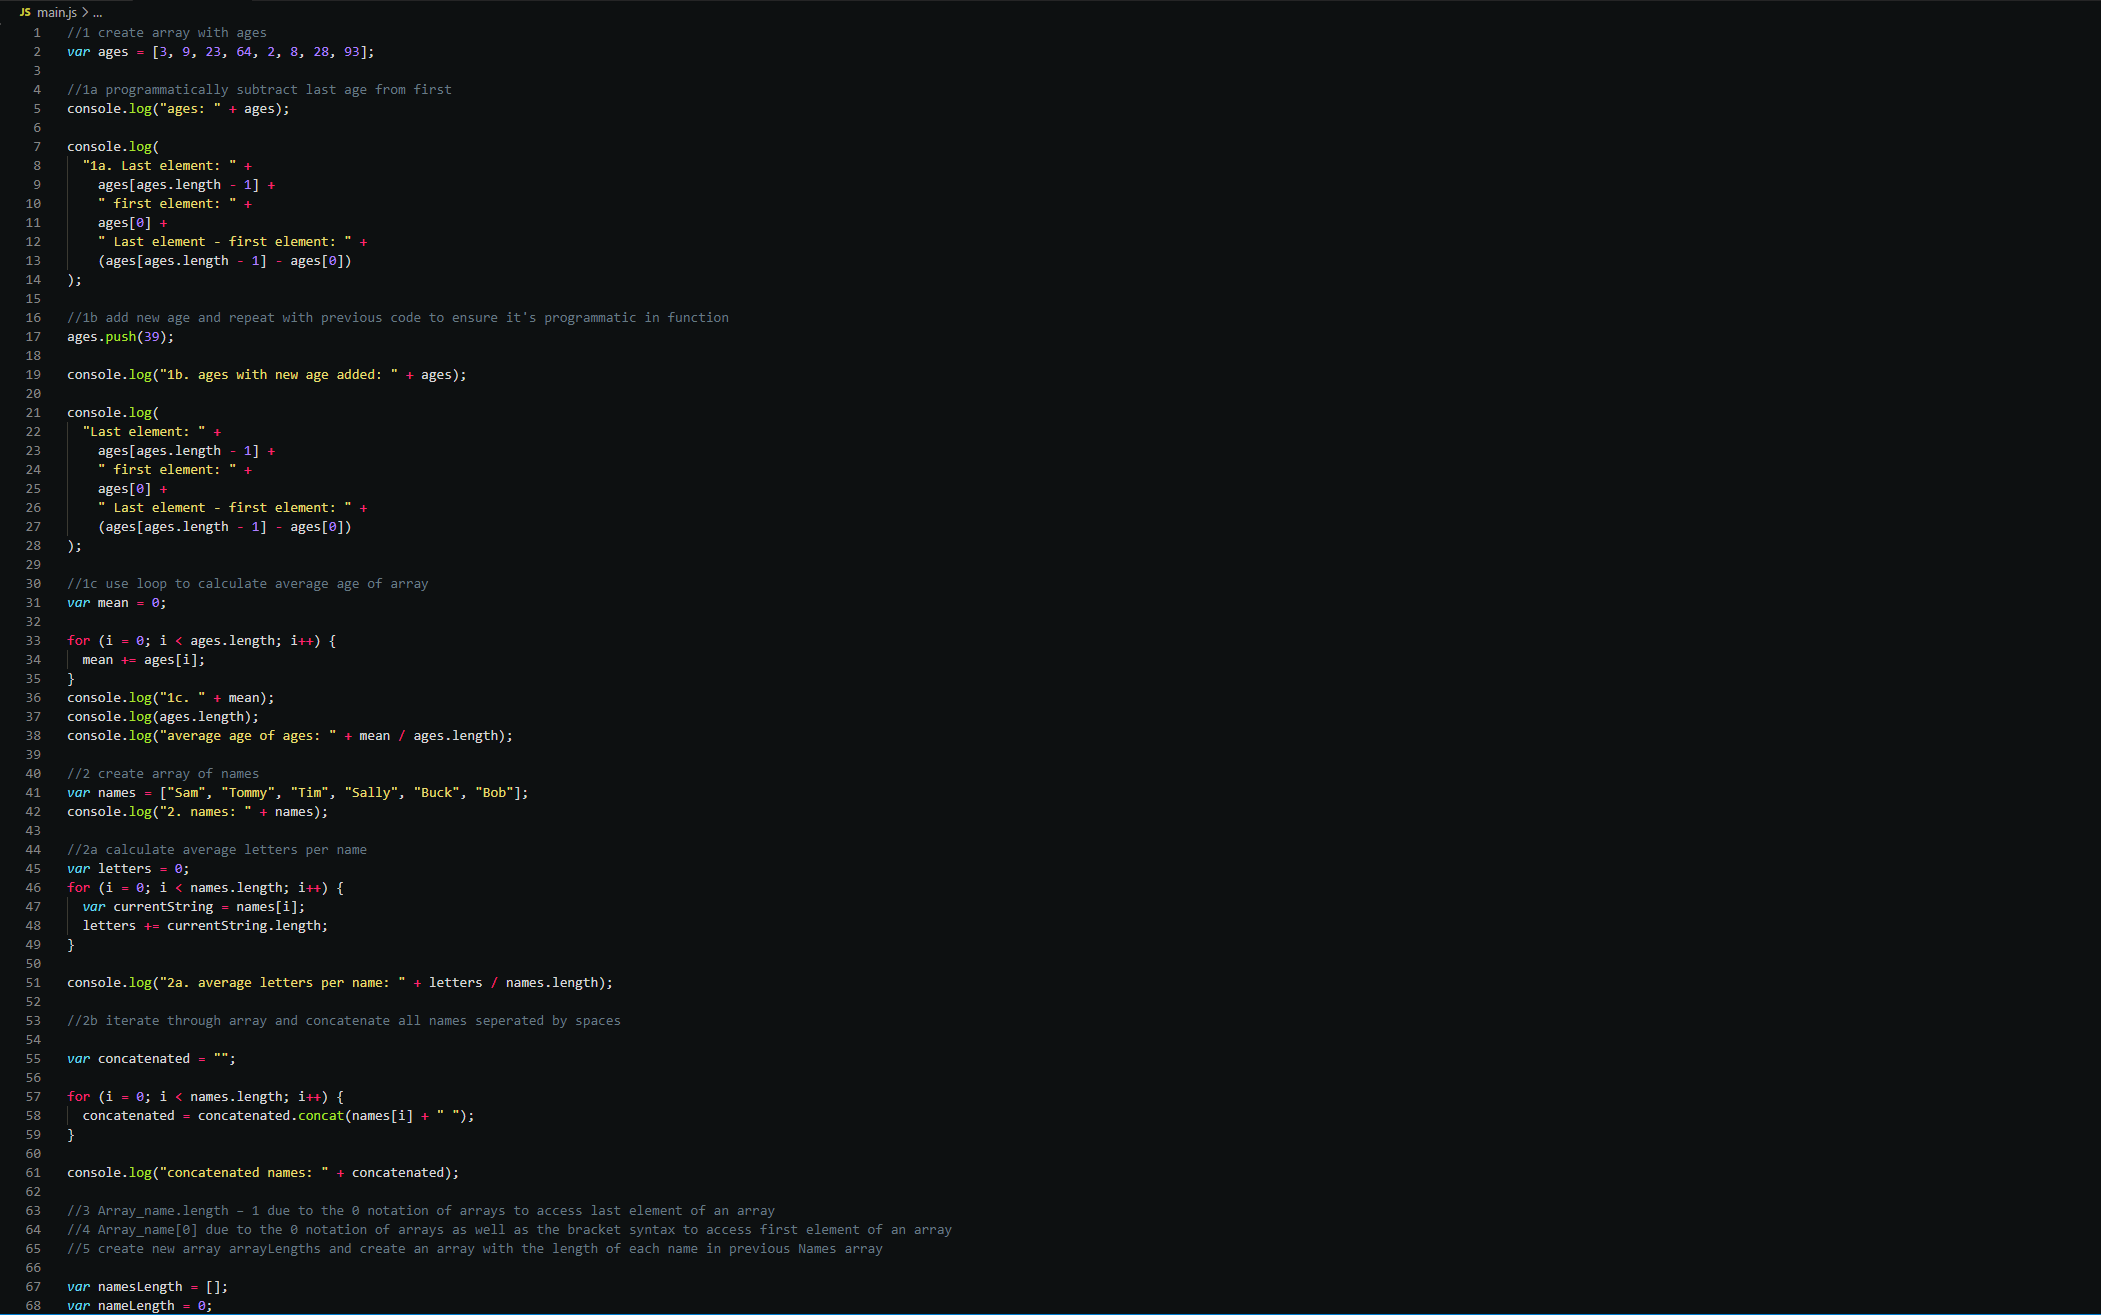 JS main.js > ...
1 //1 create array with ages
2 var ages = [3, 9, 23, 64, 2, 8, 28, 93];
3
4 //1a programmatically subtract last age from first
5 console.log("ages: " + ages);
6
7 console.log(
8 "1a. Last element: " +
9 ages[ages.length - 1] +
10 " first element: " +
11 ages[0] +
12 " Last element - first element: " +
13 (ages[ages.length - 1] - ages[0])
14 );
15
16 //1b add new age and repeat with previous code to ensure it's programmatic in function
17 ages.push(39);
18
19 console.log("1b. ages with new age added: " + ages);
20
21 console.log(
22 "Last element: " +
23 ages[ages.length - 1] +
24 " first element: " +
25 ages[0] +
26 " Last element - first element: " +
27 (ages[ages.length - 1] - ages[0])
28 );
29
30 //1c use loop to calculate average age of array
31 var mean = 0;
32
33 for (i = 0; i < ages.length; i++) {
34 mean += ages[i];
35 }
36 console.log("1c. " + mean);
37 console.log(ages.length);
38 console.log("average age of ages: " + mean / ages.length);
39
40 //2 create array of names
41 var names = ["Sam", "Tommy", "Tim", "Sally", "Buck", "Bob"];
42 console.log("2. names: " + names);
43
44 //2a calculate average letters per name
45 var letters = 0;
46 for (i = 0; i < names.length; i++) {
47 var currentString = names[i];
48 letters += currentString.length;
49 }
50
51 console.log("2a. average letters per name: " + letters / names.length);
52
53 //2b iterate through array and concatenate all names seperated by spaces
54
55 var concatenated = "";
56
57 for (i = 0; i < names.length; i++) {
58 concatenated = concatenated.concat(names[i] + " ");
59 }
60
61 console.log("concatenated names: " + concatenated);
62
63 //3 Array_name.length – 1 due to the 0 notation of arrays to access last element of an array
64 //4 Array_name[0] due to the 0 notation of arrays as well as the bracket syntax to access first element of an array
65 //5 create new array arrayLengths and create an array with the length of each name in previous Names array
66
67 var namesLength = [];
68 var nameLength = 0;